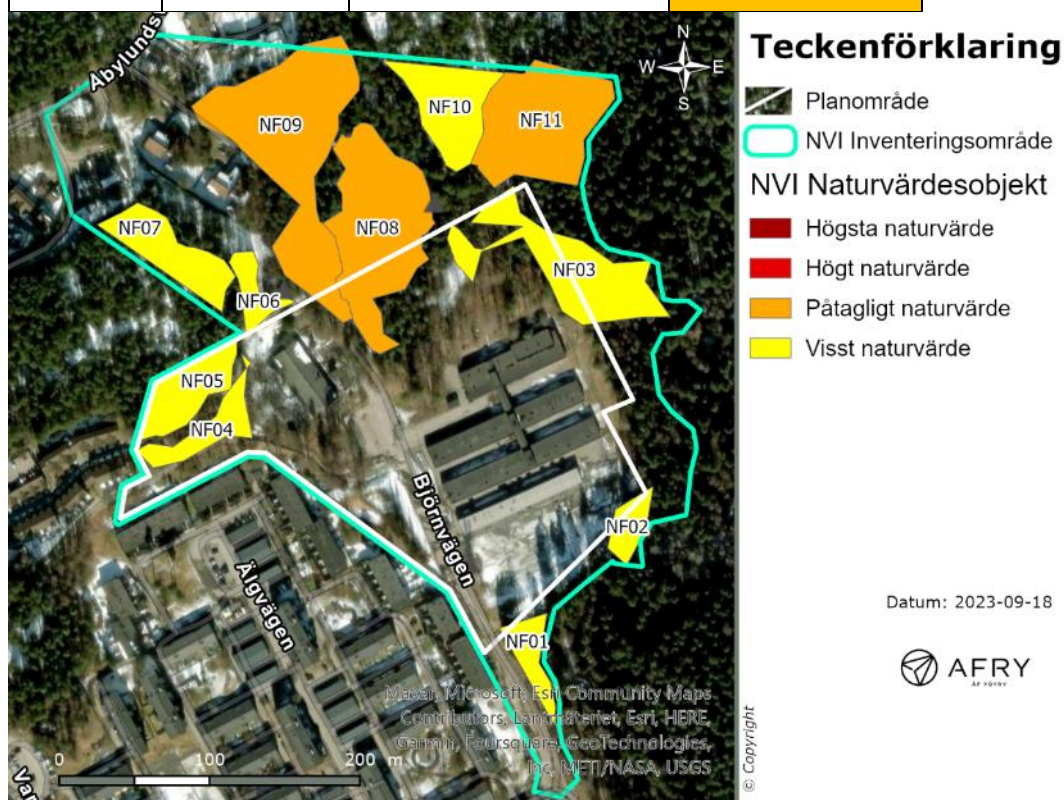 Teckenförklaring
Planområde
NVI Inventeringsområde
NVI Naturvärdesobjekt
Högsta naturvärde
Högt naturvärde
Påtagligt naturvärde
Visst naturvärde
Datum: 2023-09-18
AFRY
ÅF PÖYRY
© Copyright
N
W E
S
NF09
NF10
NF11
NF08
NF07
NF06
NF03
NF05
NF04
NF02
NF01
Björnvägen
Älgvägen
Maxar, Microsoft, Esri Community Maps
Contributors, Lantmäteriet, Esri, HERE,
Garmin, Foursquare, GeoTechnologies,
Inc, METI/NASA, USGS
0 100 200 m